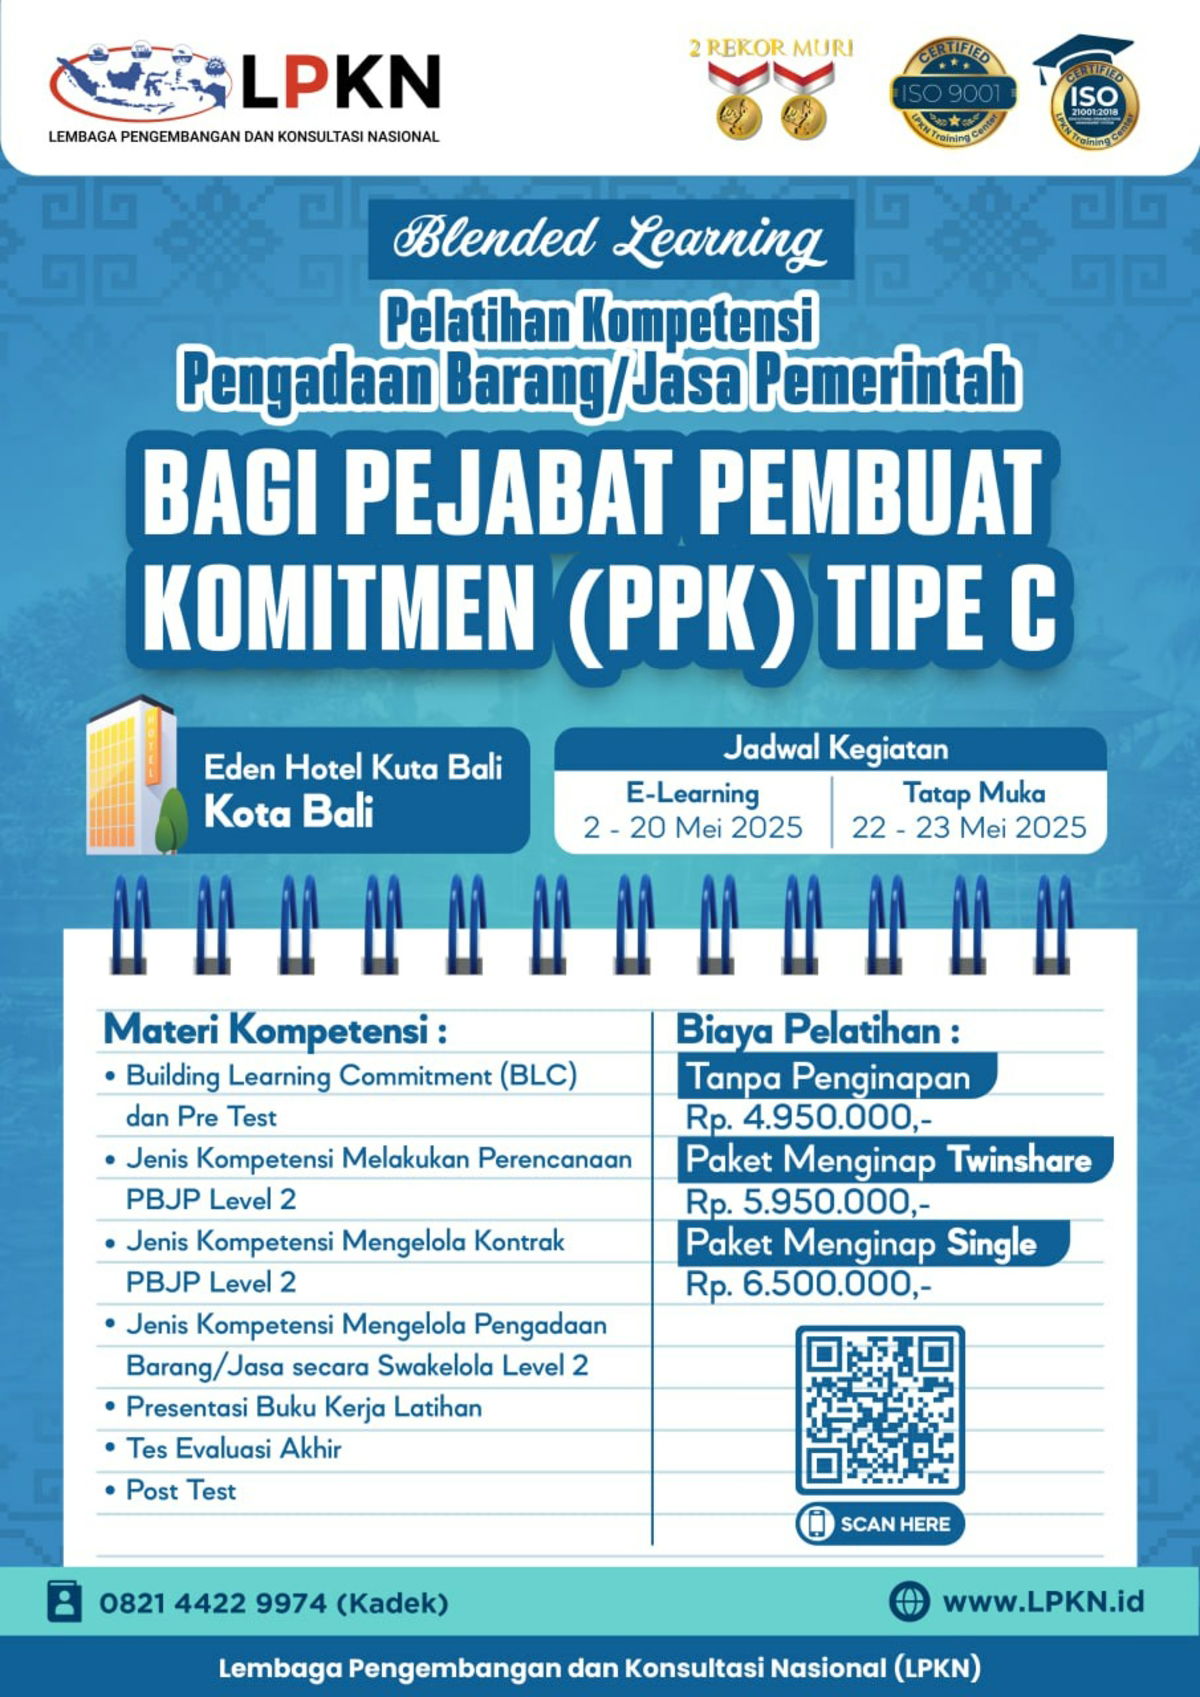 LPKN
LEMBAGA PENGEMBANGAN DAN KONSULTASI NASIONAL
2 REKOR MURI
CERTIFIED
ISO 9001
LPKN Training Center
CERTIFIED
ISO
21001:2018
LPKN Training Center
Blended Learning
Pelatihan Kompetensi
Pengadaan Barang/Jasa Pemerintah
BAGI PEJABAT PEMBUAT
KOMITMEN (PPK) TIPE C
HOTEL
Eden Hotel Kuta Bali
Kota Bali
Jadwal Kegiatan
E-Learning
2 - 20 Mei 2025
Tatap Muka
22 - 23 Mei 2025
Materi Kompetensi :
• Building Learning Commitment (BLC)
dan Pre Test
• Jenis Kompetensi Melakukan Perencanaan
PBJP Level 2
• Jenis Kompetensi Mengelola Kontrak
PBJP Level 2
• Jenis Kompetensi Mengelola Pengadaan
Barang/Jasa secara Swakelola Level 2
• Presentasi Buku Kerja Latihan
• Tes Evaluasi Akhir
• Post Test
Biaya Pelatihan :
Tanpa Penginapan
Rp. 4.950.000,-
Paket Menginap Twinshare
Rp. 5.950.000,-
Paket Menginap Single
Rp. 6.500.000,-
SCAN HERE
0821 4422 9974 (Kadek)
www.LPKN.id
Lembaga Pengembangan dan Konsultasi Nasional (LPKN)